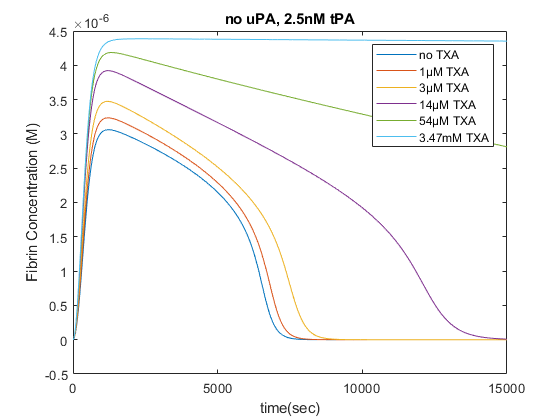 no uPA, 2.5nM tPA
×10⁻⁶
4.5
4
3.5
3
2.5
2
1.5
1
0.5
0
-0.5
Fibrin Concentration (M)
no TXA
1μM TXA
3μM TXA
14μM TXA
54μM TXA
3.47mM TXA
0
5000
10000
15000
time(sec)